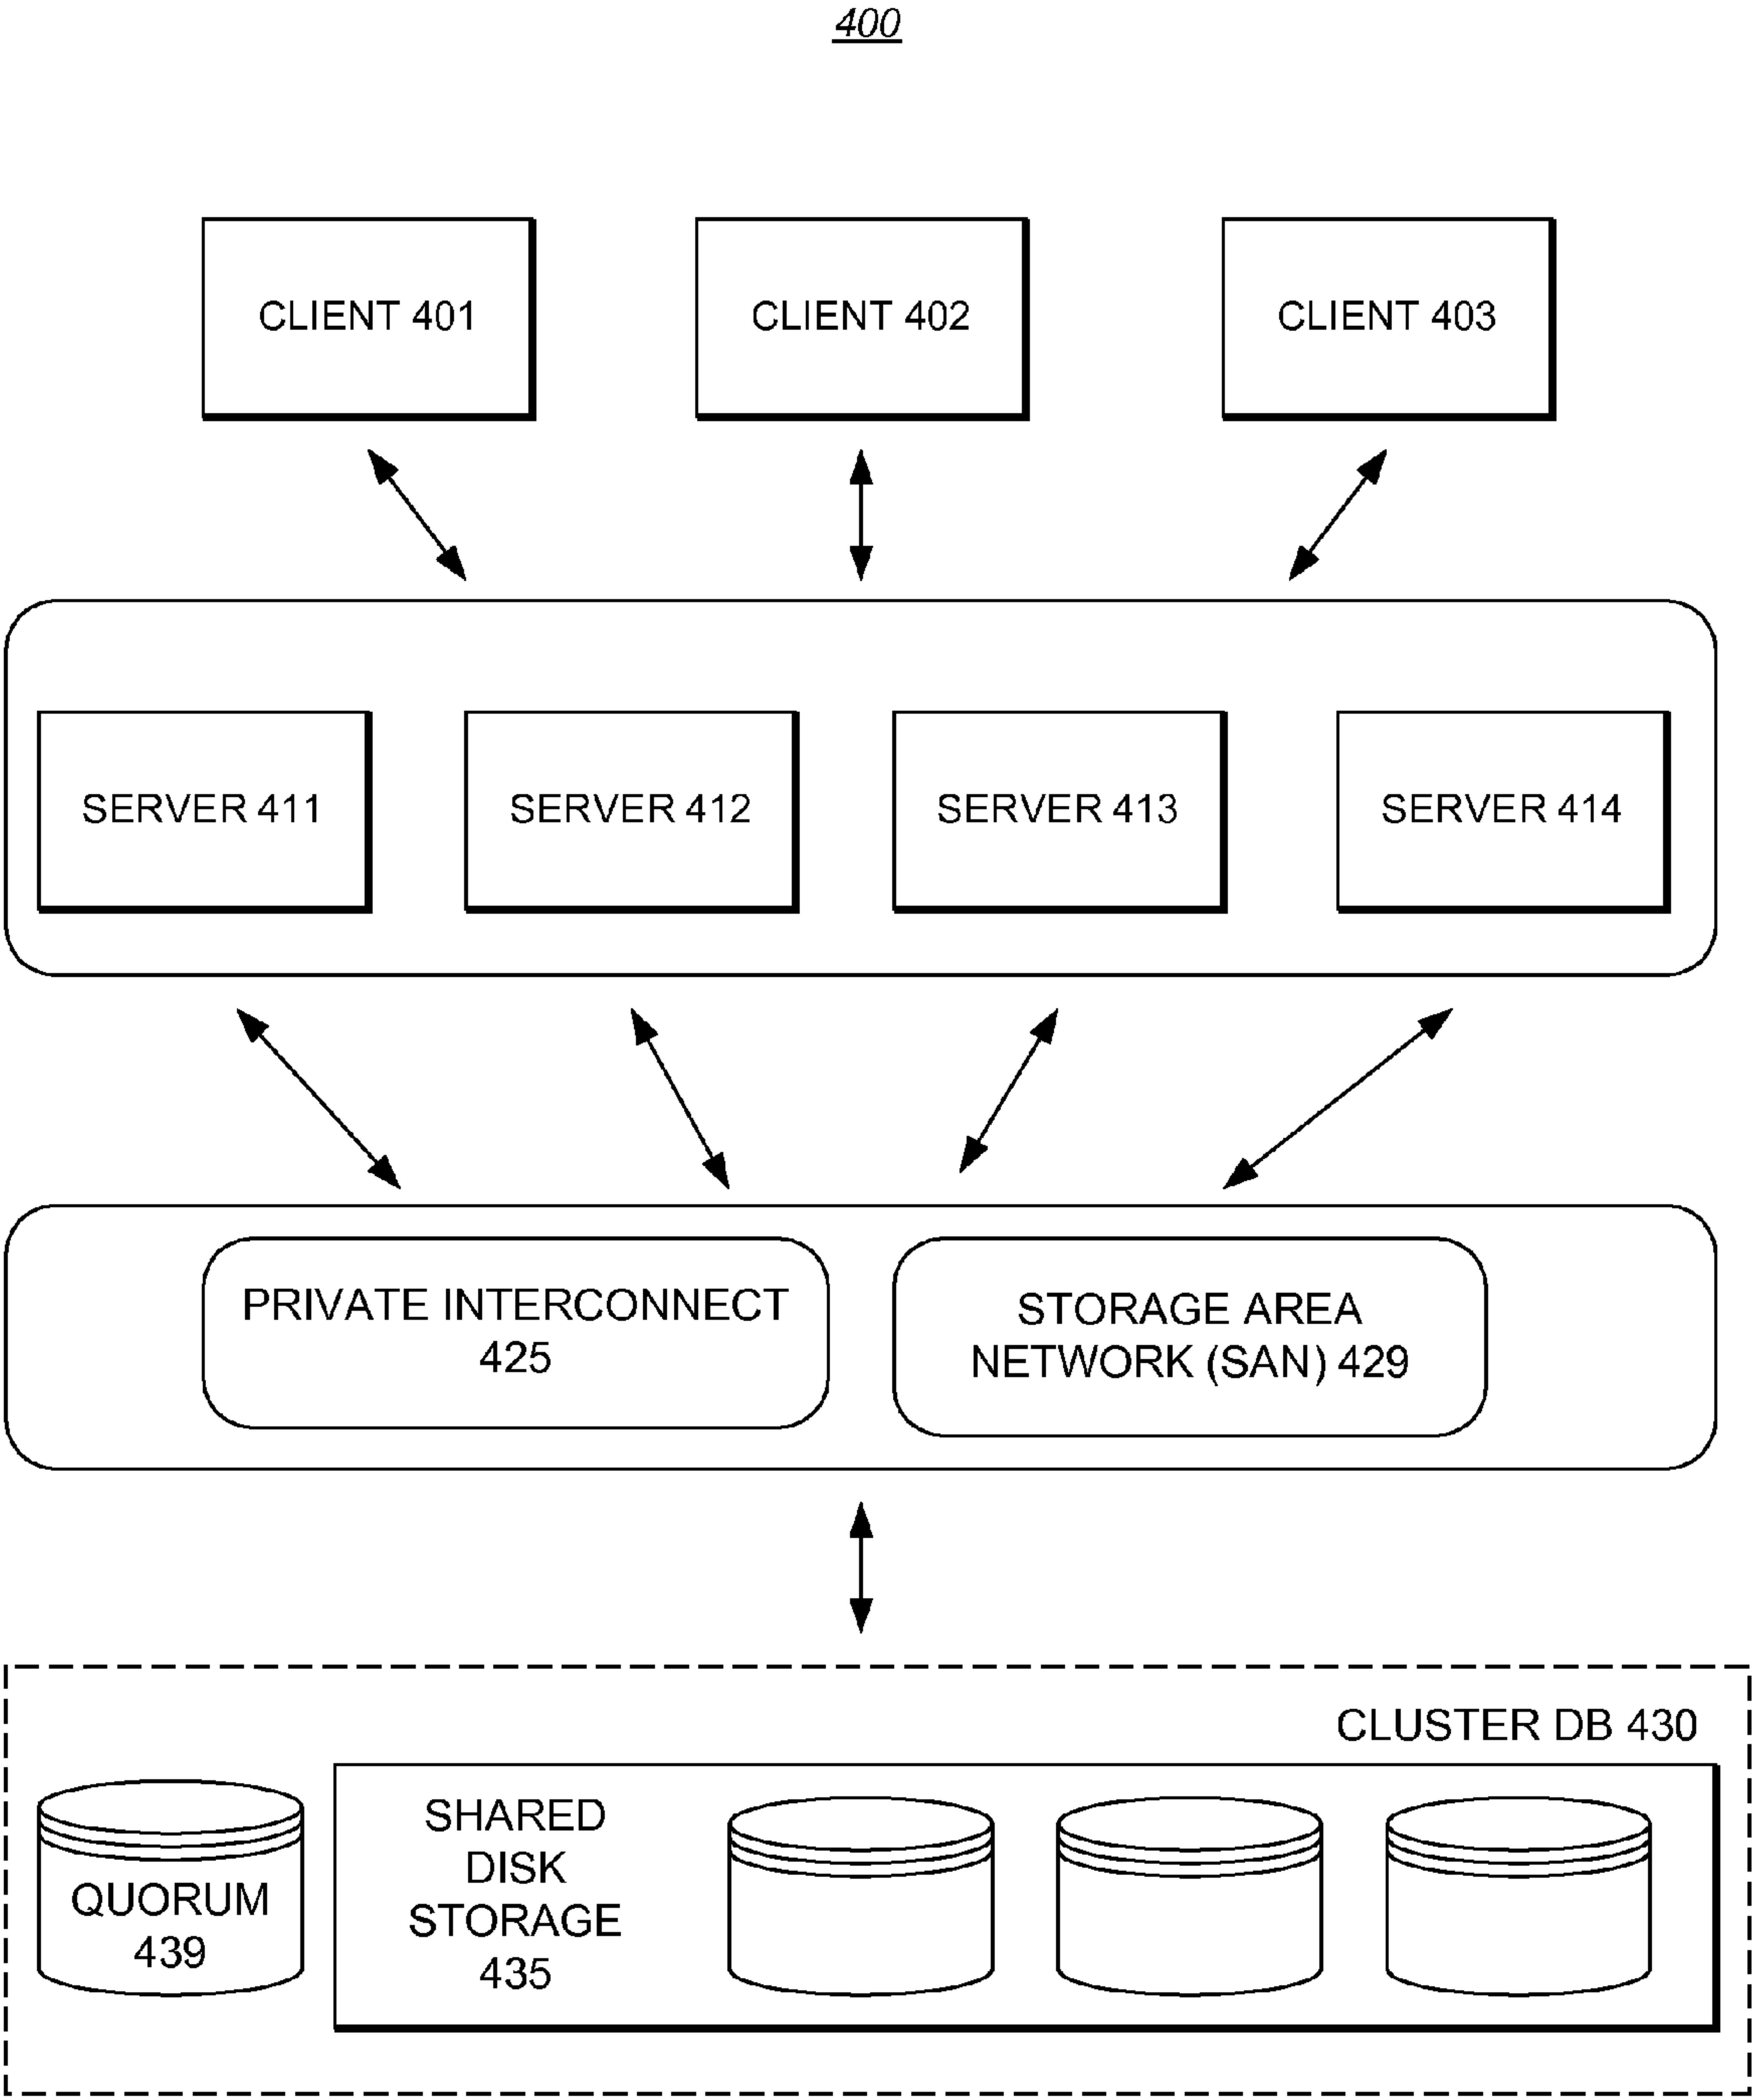 400
CLIENT 401
CLIENT 402
CLIENT 403
SERVER 411
SERVER 412
SERVER 413
SERVER 414
PRIVATE INTERCONNECT
425
STORAGE AREA
NETWORK (SAN) 429
CLUSTER DB 430
QUORUM
439
SHARED
DISK
STORAGE
435